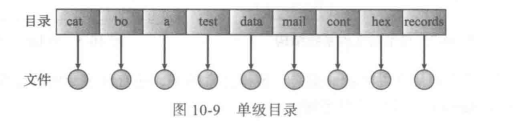 目录 cat bo a test data mail cont hex records
文件
图 10-9 单级目录